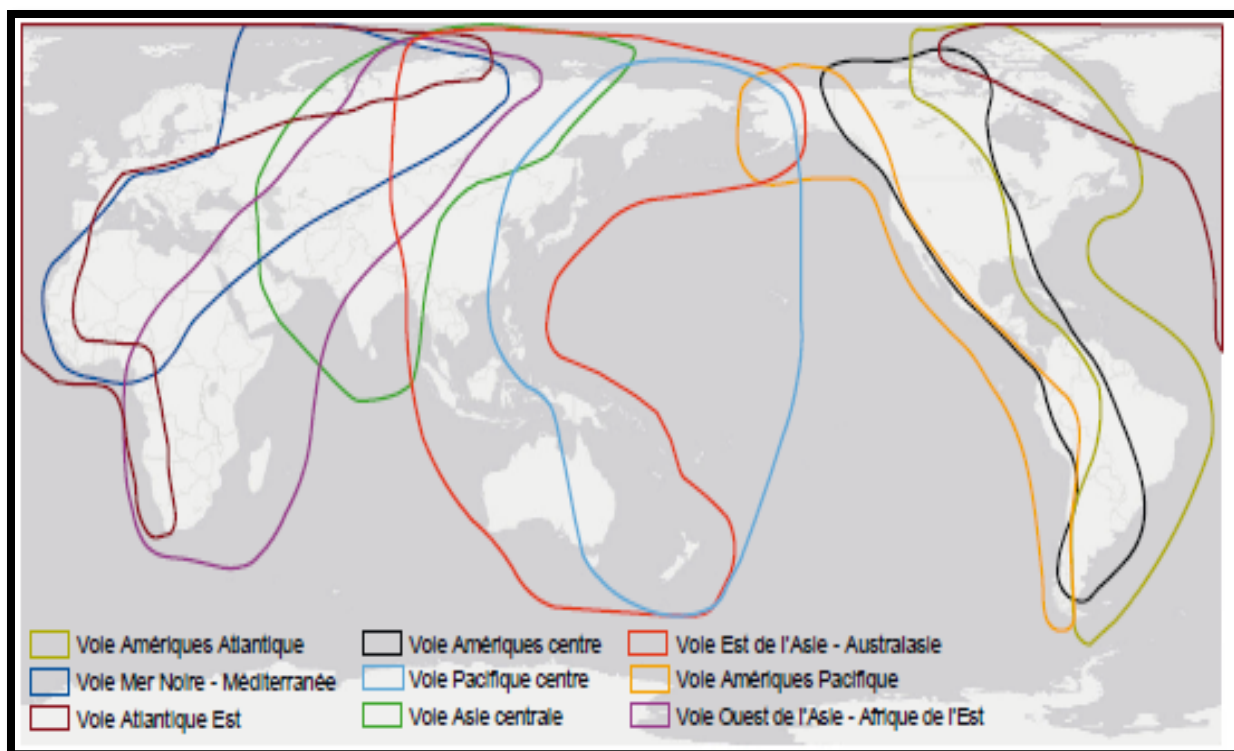 Voie Amériques Atlantique
Voie Amériques centre
Voie Est de l'Asie - Australasie
Voie Mer Noire - Méditerranée
Voie Pacifique centre
Voie Amériques Pacifique
Voie Atlantique Est
Voie Asie centrale
Voie Ouest de l'Asie - Afrique de l'Est